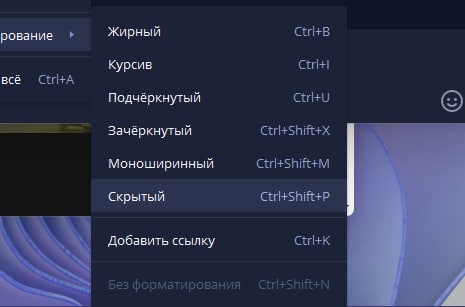 рование
всё Ctrl+A
Жирный Ctrl+B
Курсив Ctrl+I
Подчёркнутый Ctrl+U
Зачёркнутый Ctrl+Shift+X
Моноширинный Ctrl+Shift+M
Скрытый Ctrl+Shift+P
Добавить ссылку Ctrl+K
Без форматирования Ctrl+Shift+N